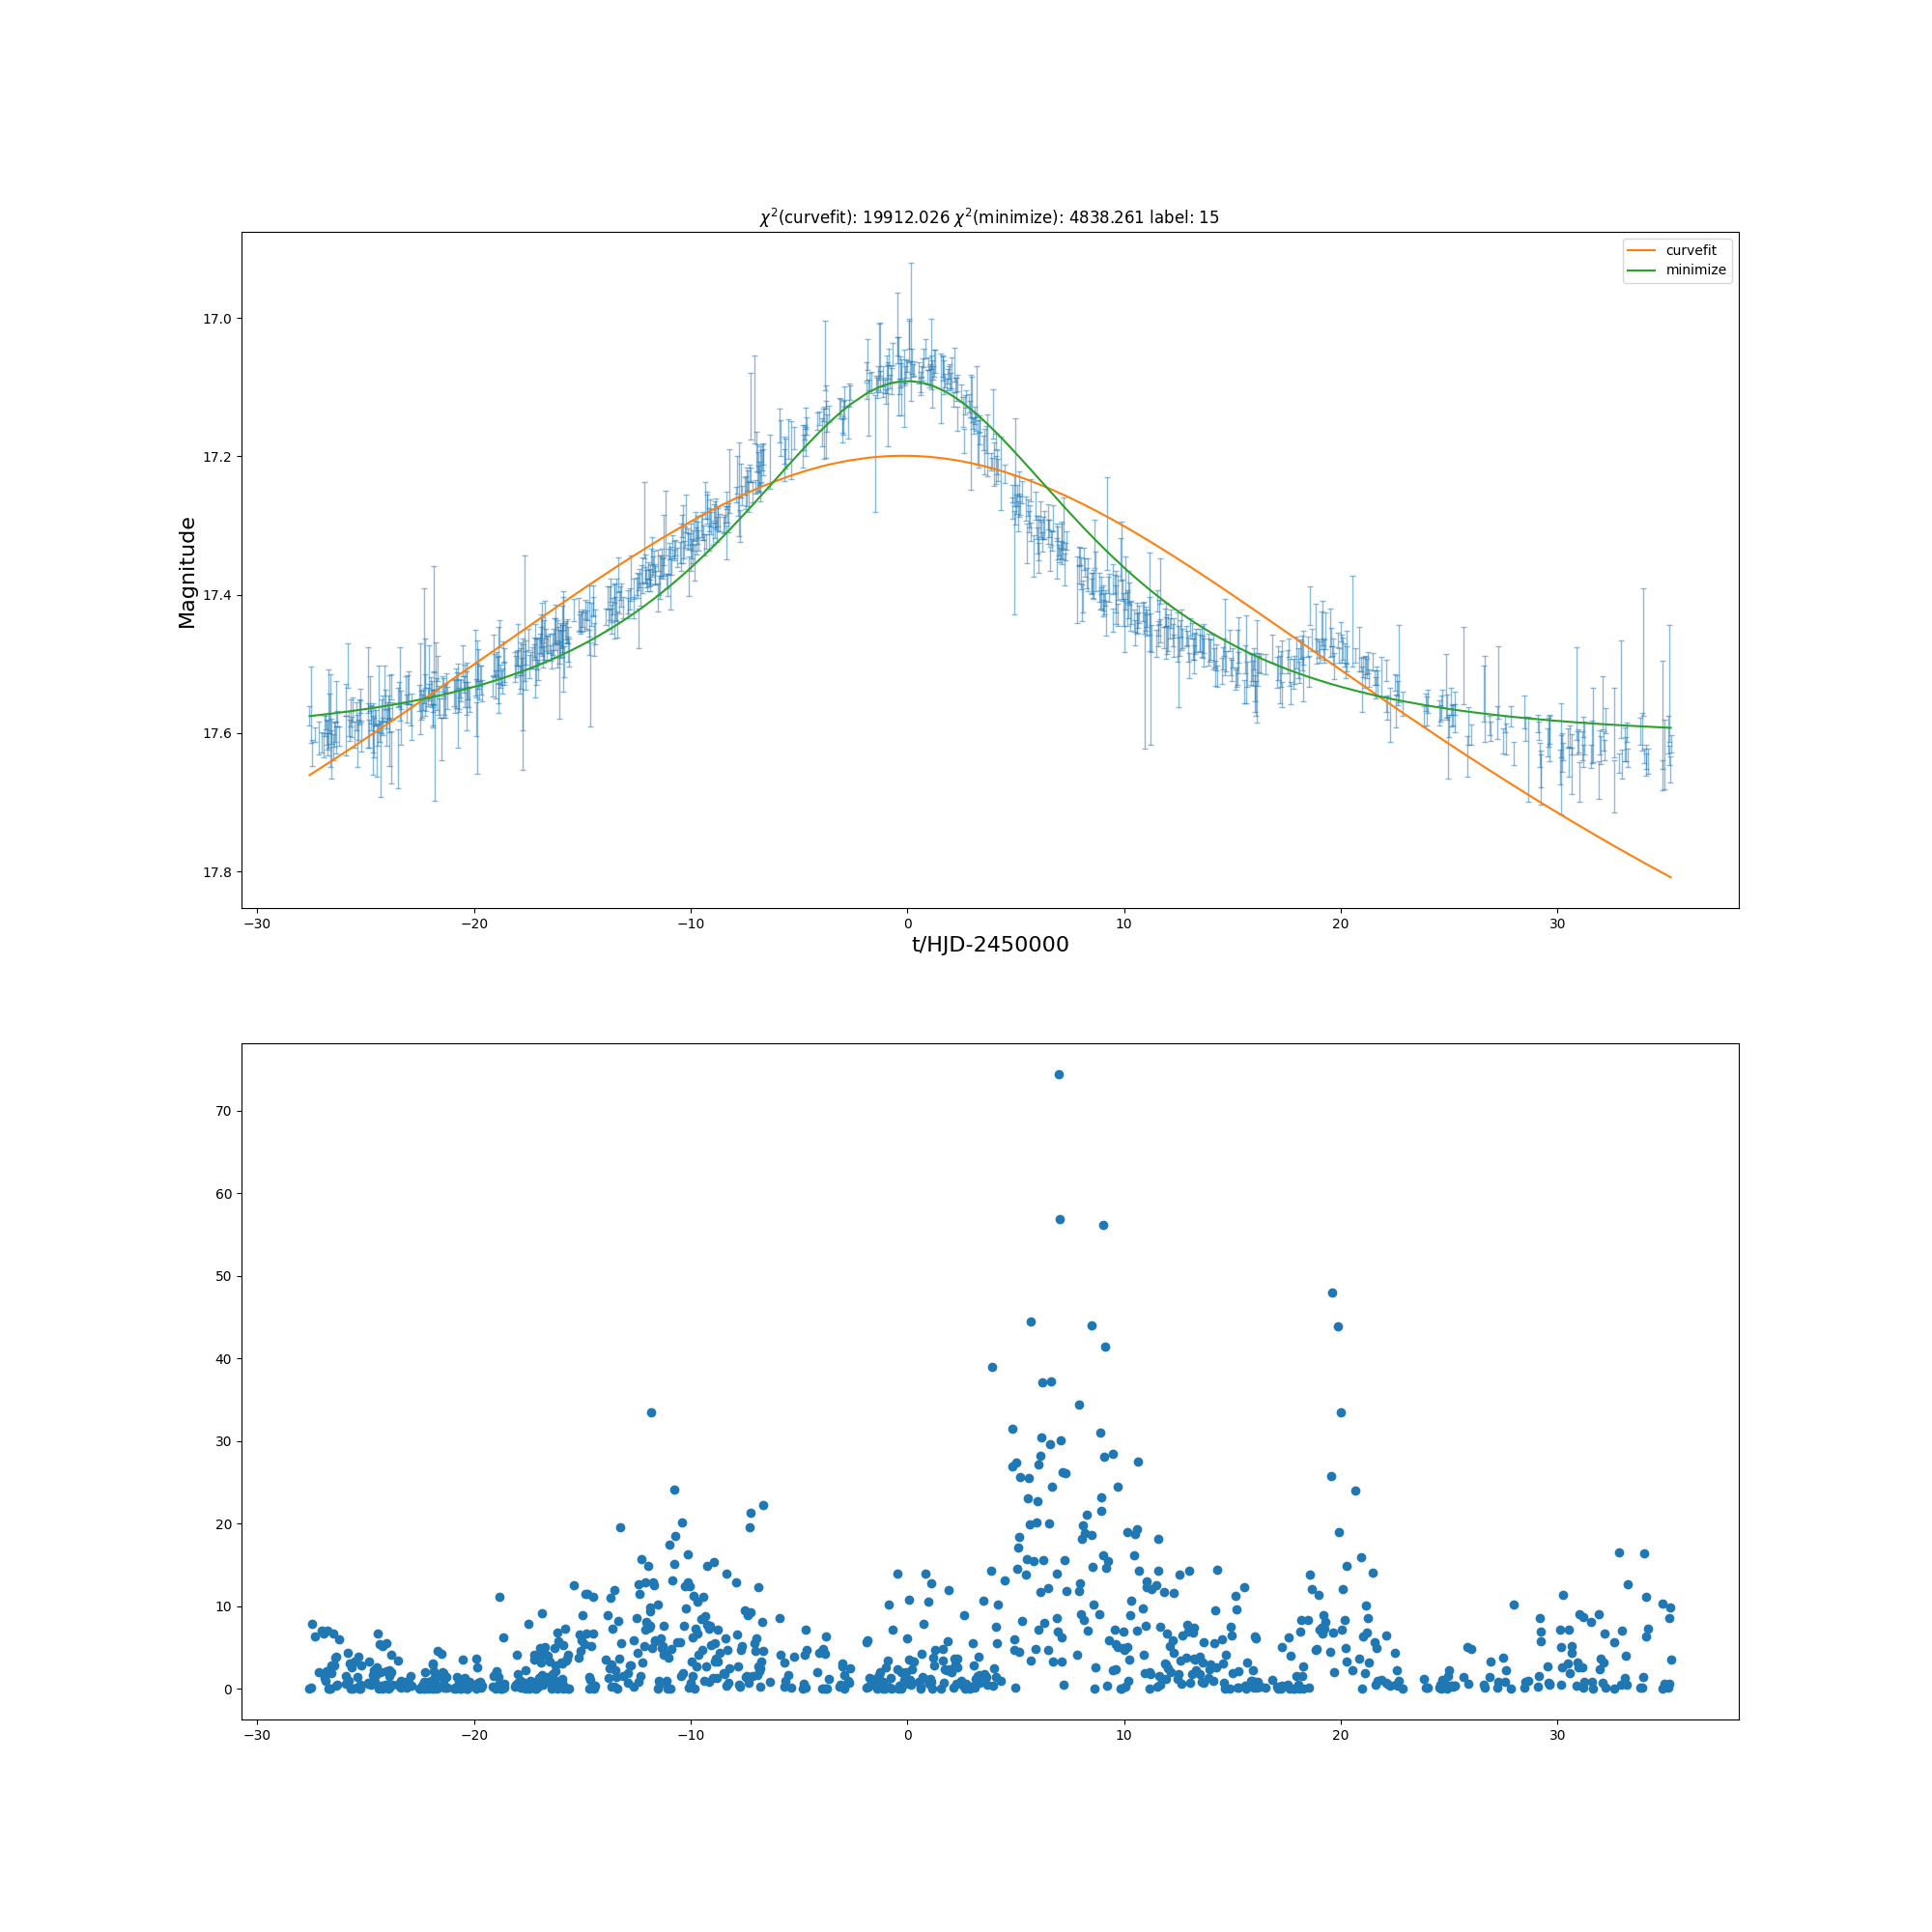 χ²(curvefit): 19912.026 χ²(minimize): 4838.261 label: 15
curvefit
minimize
Magnitude
17.0
17.2
17.4
17.6
17.8
−30 −20 −10 0 10 20 30
t/HJD-2450000
70
60
50
40
30
20
10
0
−30 −20 −10 0 10 20 30